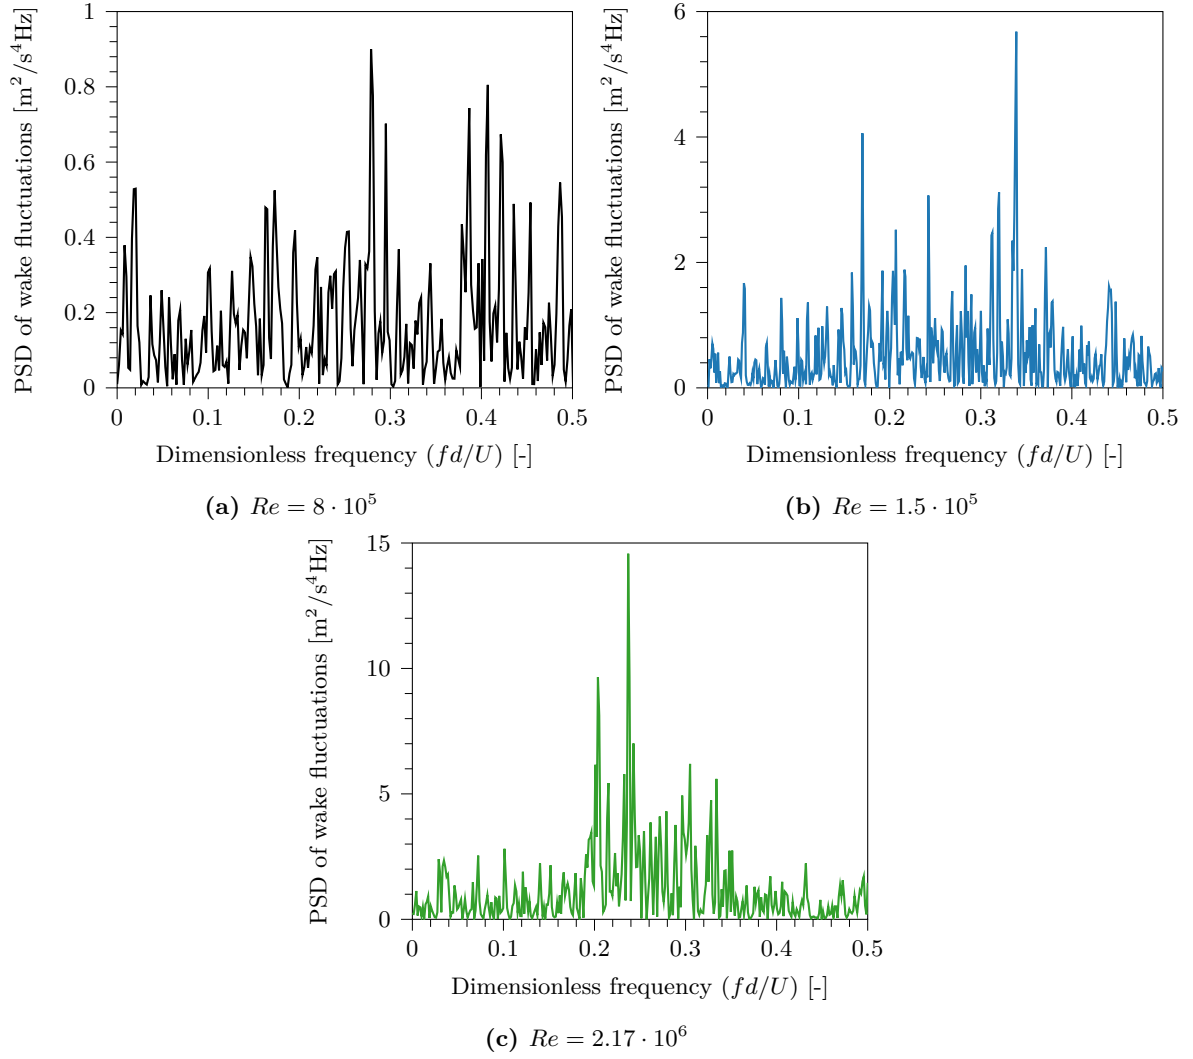 PSD of wake fluctuations [m²/s⁴Hz]
1
0.8
0.6
0.4
0.2
0
0 0.1 0.2 0.3 0.4 0.5
Dimensionless frequency (fd/U) [-]
(a) Re = 8 · 10⁵
PSD of wake fluctuations [m²/s⁴Hz]
6
4
2
0
0 0.1 0.2 0.3 0.4 0.5
Dimensionless frequency (fd/U) [-]
(b) Re = 1.5 · 10⁵
PSD of wake fluctuations [m²/s⁴Hz]
15
10
5
0
0 0.1 0.2 0.3 0.4 0.5
Dimensionless frequency (fd/U) [-]
(c) Re = 2.17 · 10⁶